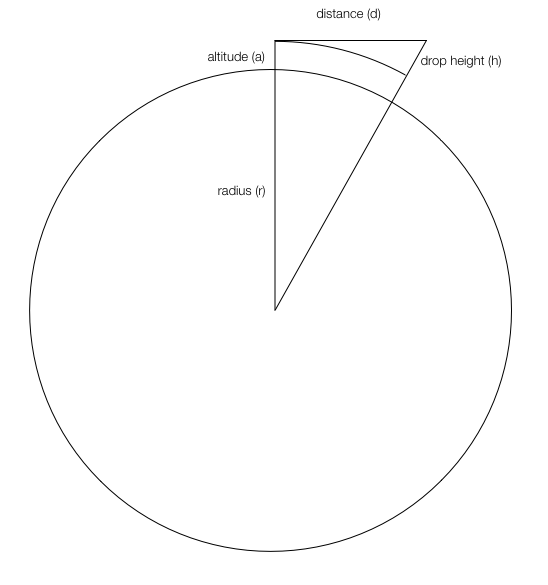 distance (d)
altitude (a)
drop height (h)
radius (r)